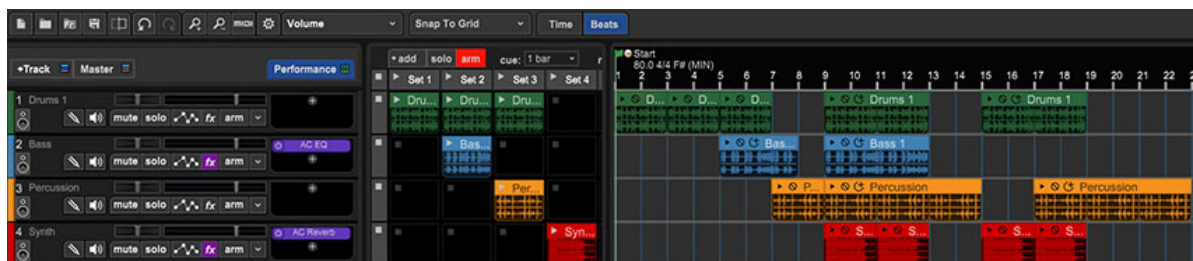 MIDI Volume Snap To Grid Time Beats
+Track Master Performance
+add solo arm cue: 1 bar r
Set 1 Set 2 Set 3 Set 4
Start
80.0 4/4 F# (MIN)
1 2 3 4 5 6 7 8 9 10 11 12 13 14 15 16 17 18 19 20 21 22
1 Drums 1
mute solo fx arm
Dru... Dru... Dru...
D... D... D... Drums 1 Drums 1
2 Bass
mute solo fx arm
AC EQ
Bas...
Bas... Bass 1
3 Percussion
mute solo fx arm
Per...
P... Percussion Percussion
4 Synth
mute solo fx arm
AC Reverb
Syn...
S... S... S... S...